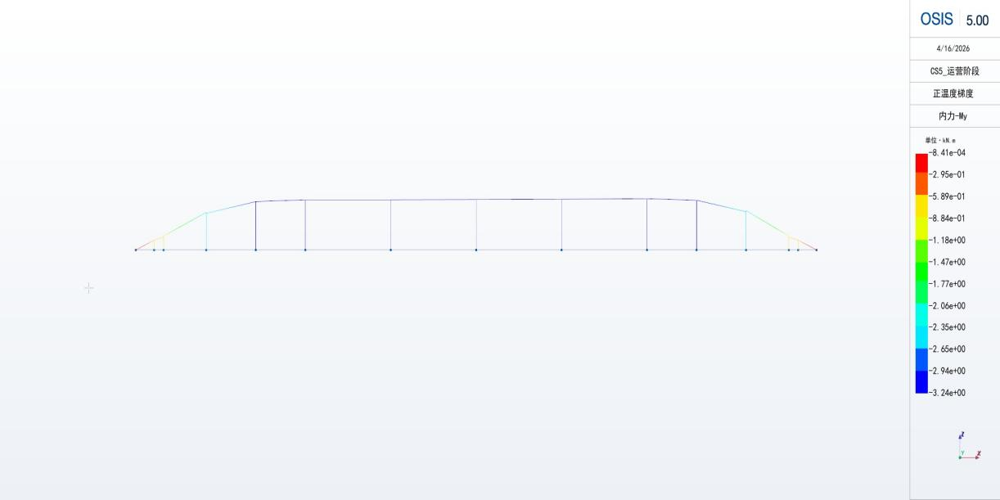 OSIS 5.00
4/16/2026
CS5_运营阶段
正温度梯度
内力-My
单位·kN.m
-8.41e-04
-2.95e-01
-5.89e-01
-8.84e-01
-1.18e+00
-1.47e+00
-1.77e+00
-2.06e+00
-2.35e+00
-2.65e+00
-2.94e+00
-3.24e+00
Z
Y X